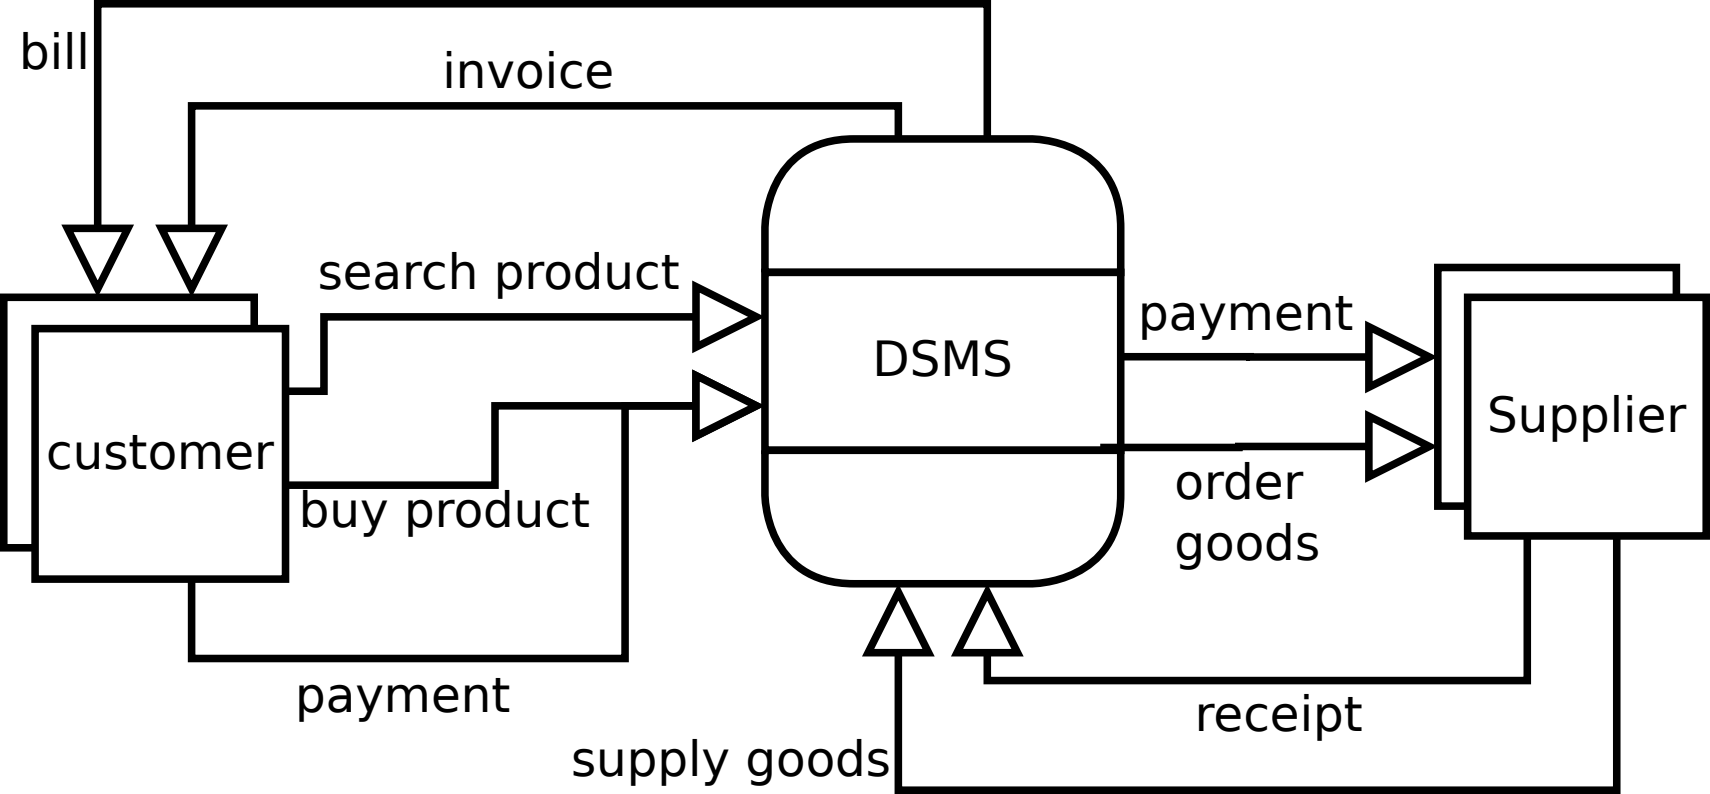 bill
invoice
search product
payment
DSMS
Supplier
customer
order
goods
buy product
payment
receipt
supply goods